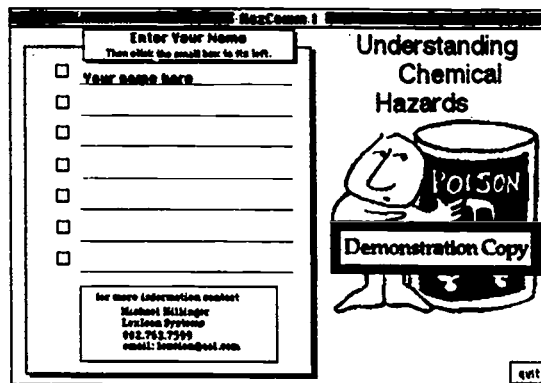 HazComm.1
Enter Your Name
Then click the small box to its left.
Your name here
for more information contact
Michael Hillinger
Lexicon Systems
802.763.7599
email:
Understanding
Chemical
Hazards
POISON
Demonstration Copy
quit